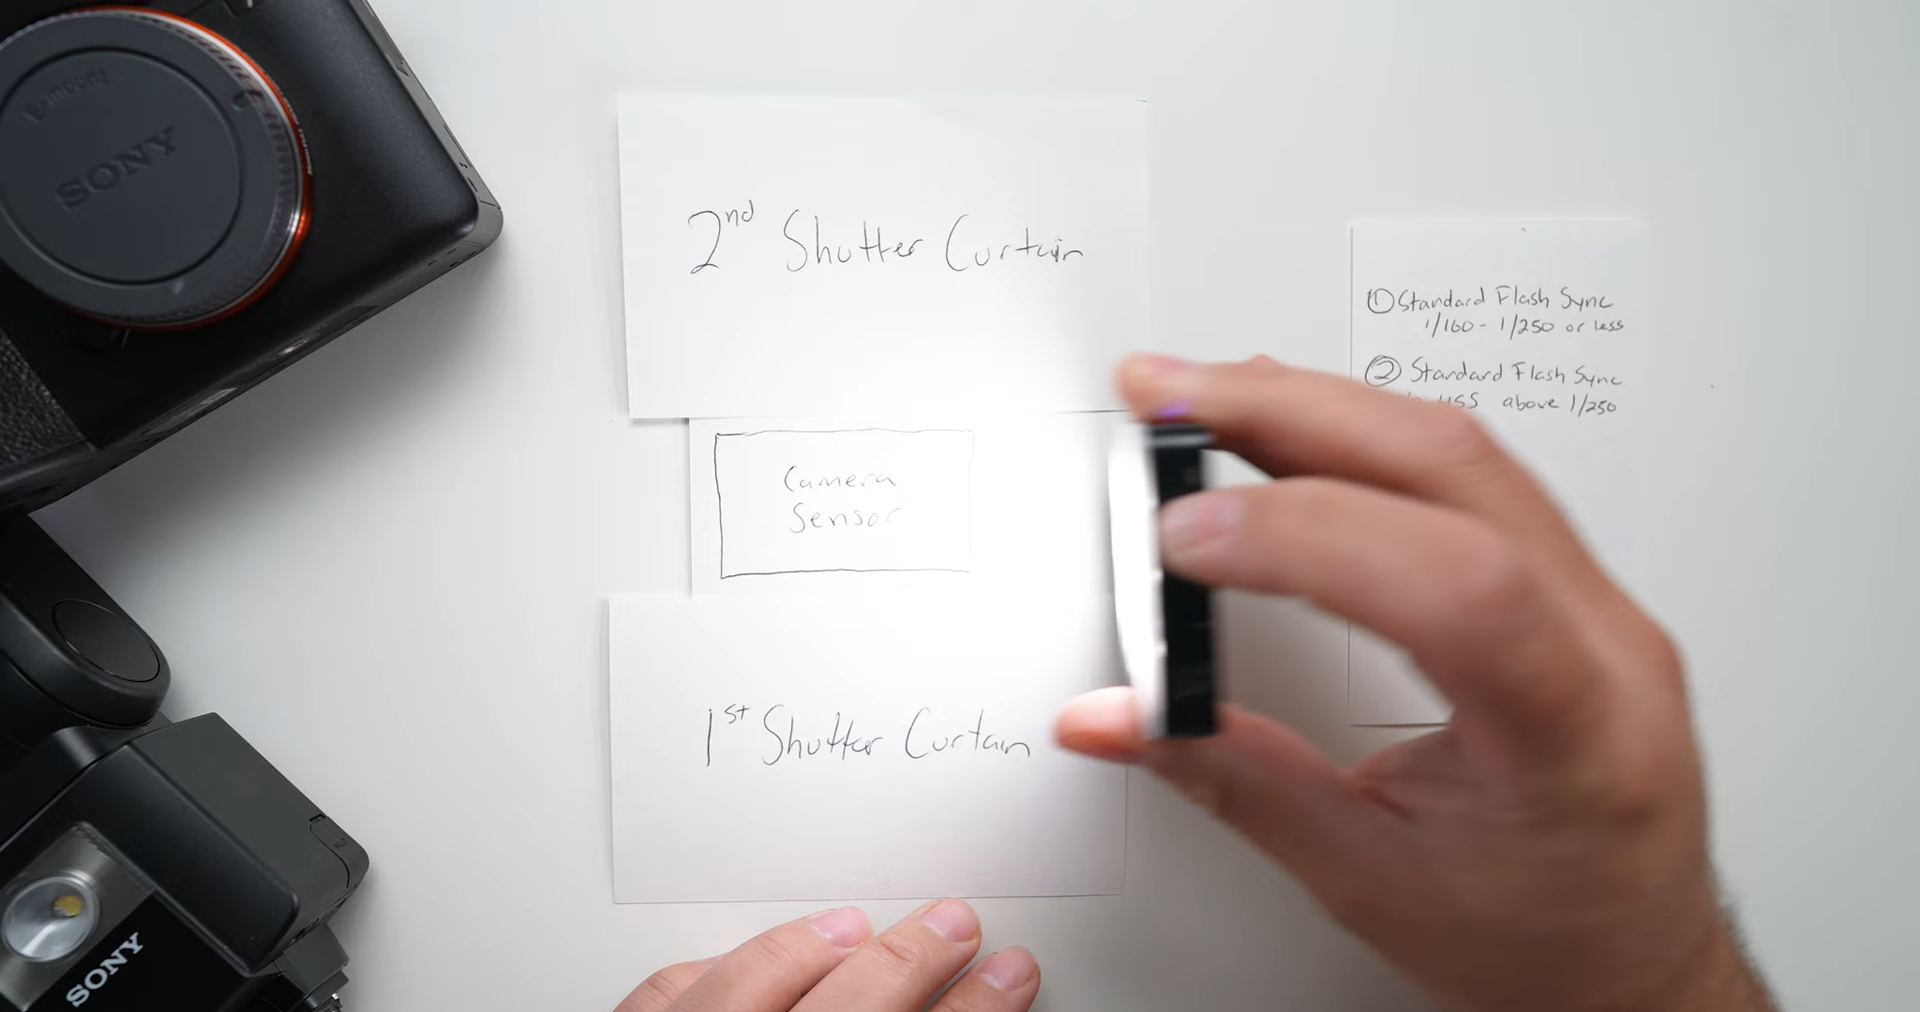 SONY
2nd Shutter Curtain
① Standard Flash Sync
1/160 - 1/250 or less
② Standard Flash Sync
HSS above 1/250
Camera
Sensor
1st Shutter Curtain
SONY